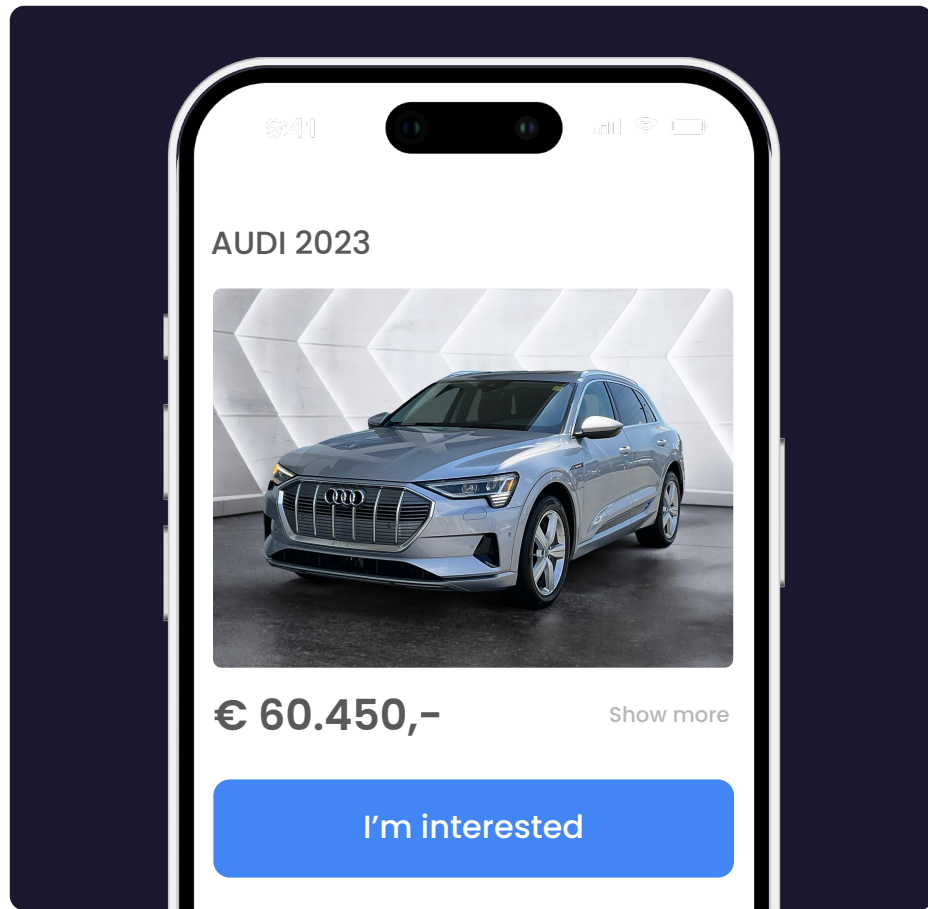 9:41
AUDI 2023
€ 60.450,-
Show more
I’m interested